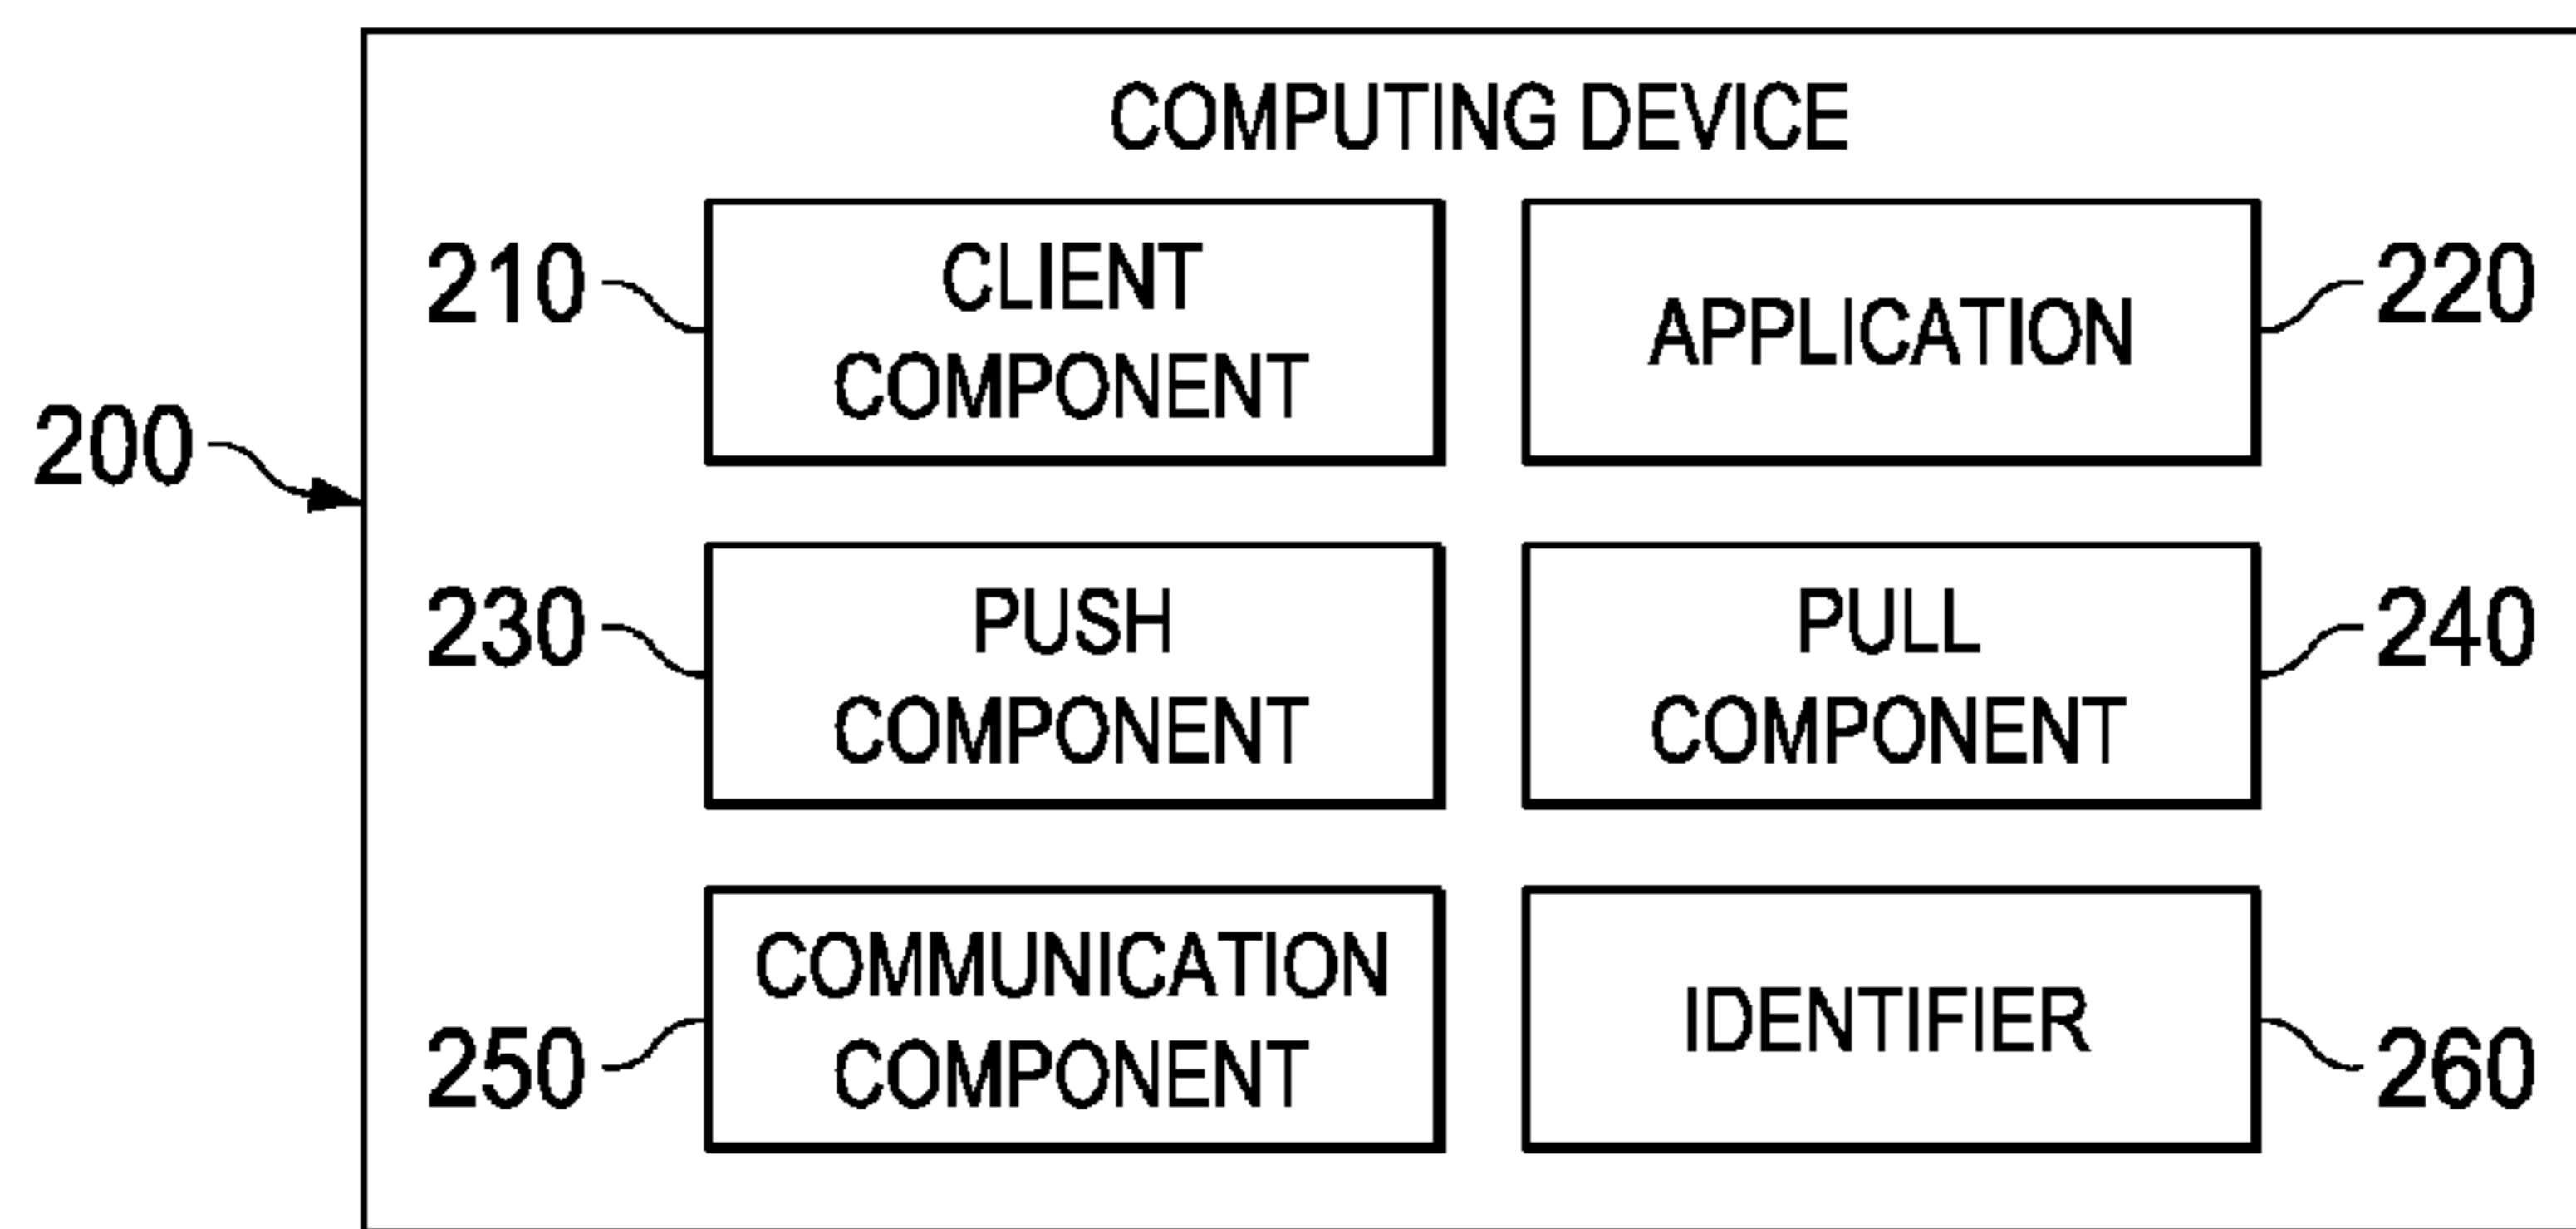 COMPUTING DEVICE
210
CLIENT
COMPONENT
APPLICATION
220
200
230
PUSH
COMPONENT
PULL
COMPONENT
240
250
COMMUNICATION
COMPONENT
IDENTIFIER
260